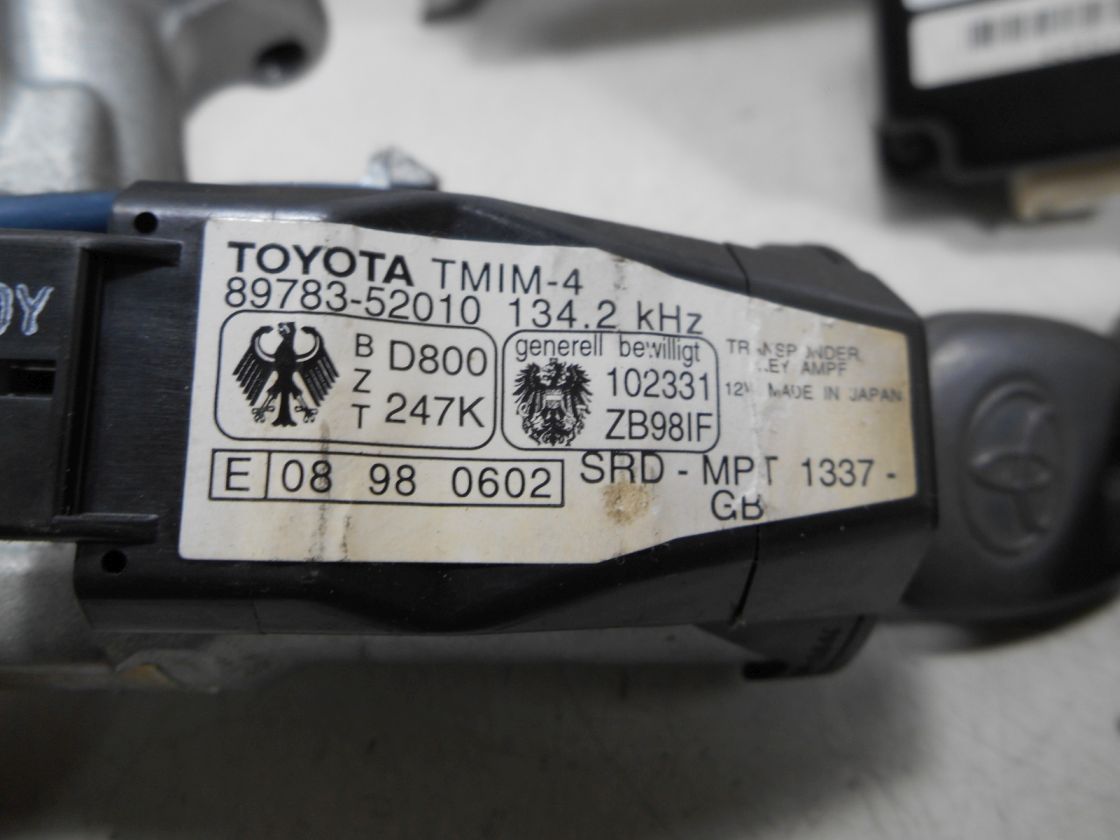 TOYOTA TMIM-4
89783-52010 134.2 kHz
B Z T
D800
247K
generell bewilligt
102331
ZB98IF
TRANSPONDER
KEY AMPF
12V MADE IN JAPAN
E 08 98 0602
SRD - MPT 1337 -
GB